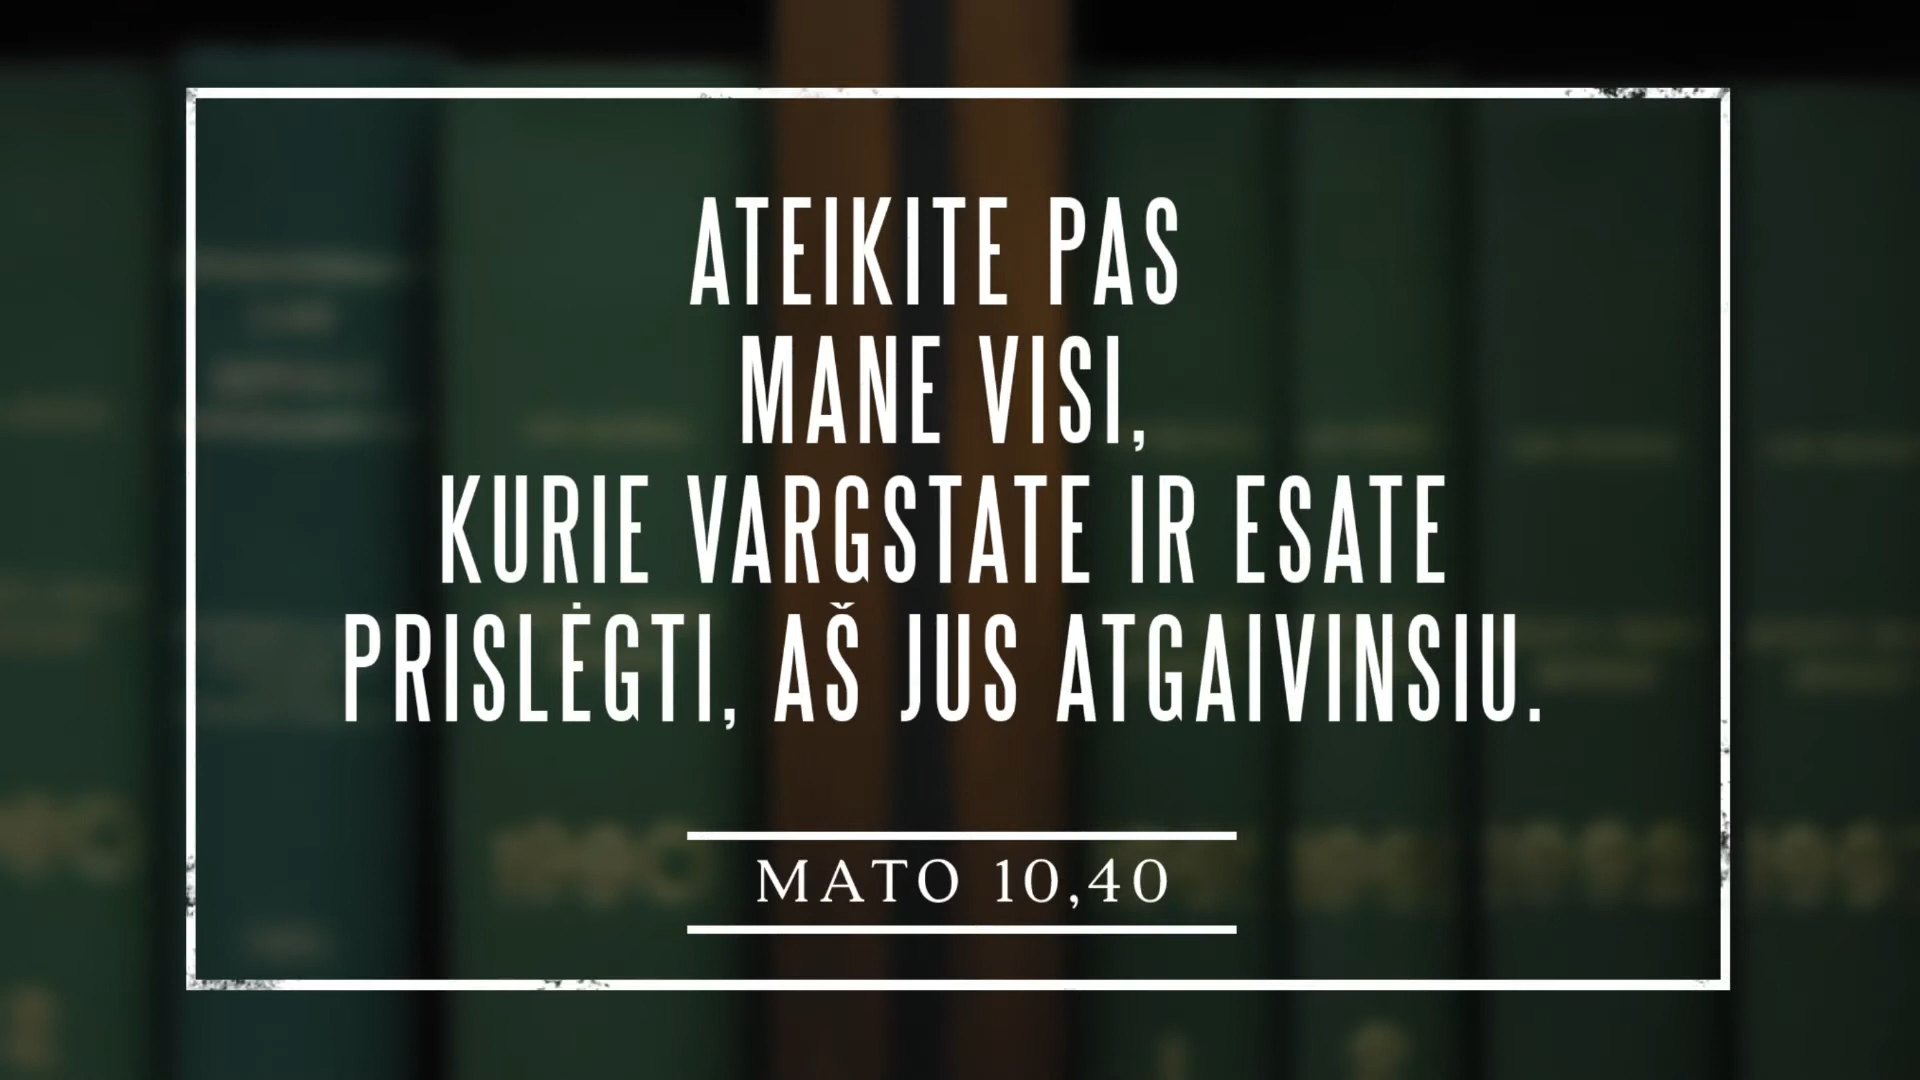 ATEIKITE PAS
MANE VISI,
KURIE VARGSTATE IR ESATE
PRISLĖGTI, AŠ JUS ATGAIVINSIU.
MATO 10,40